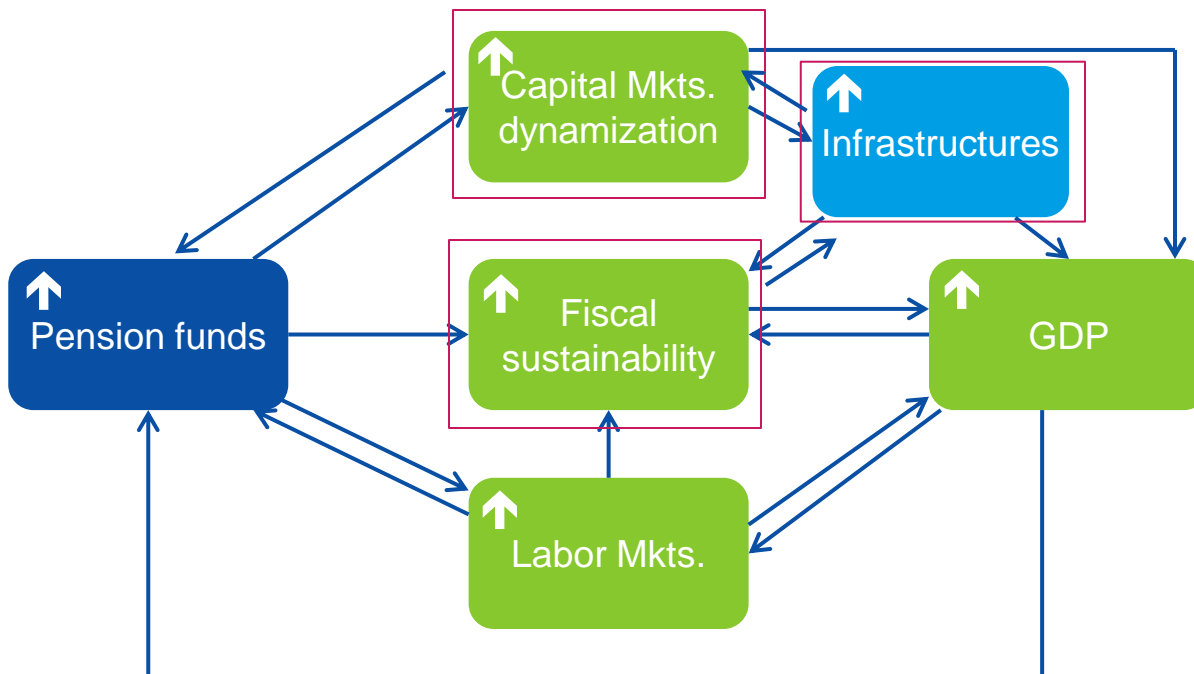 Capital Mkts.
dynamization
Infrastructures
Pension funds
Fiscal
sustainability
GDP
Labor Mkts.